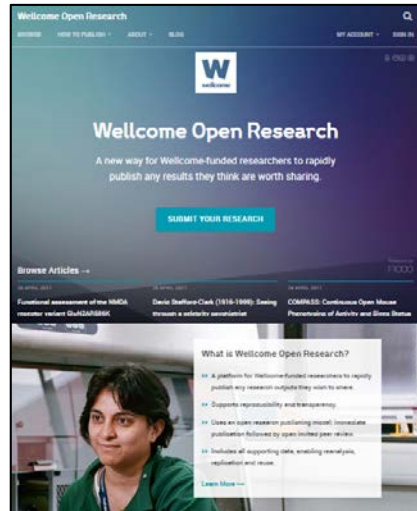 Wellcome Open Research
BROWSE HOW TO PUBLISH ABOUT BLOG MY ACCOUNT SIGN IN
W
wellcome
Wellcome Open Research
A new way for Wellcome-funded researchers to rapidly
publish any results they think are worth sharing.
SUBMIT YOUR RESEARCH
Browse Articles →
Functional assessment of the NMDA
receptor variant GluN2AR586K
David Stafford-Clark (1916-1999): Seeing
through a celebrity psychiatrist
COMPASS: Continuous Open Mouse
Phenotyping of Activity and Sleep Status
What is Wellcome Open Research?
A platform for Wellcome-funded researchers to rapidly
publish any research outputs they wish to share.
Supports reproducibility and transparency.
Uses an open research publishing model: immediate
publication followed by open invited peer review.
Includes all supporting data, enabling reanalysis,
replication and reuse.
Learn More →